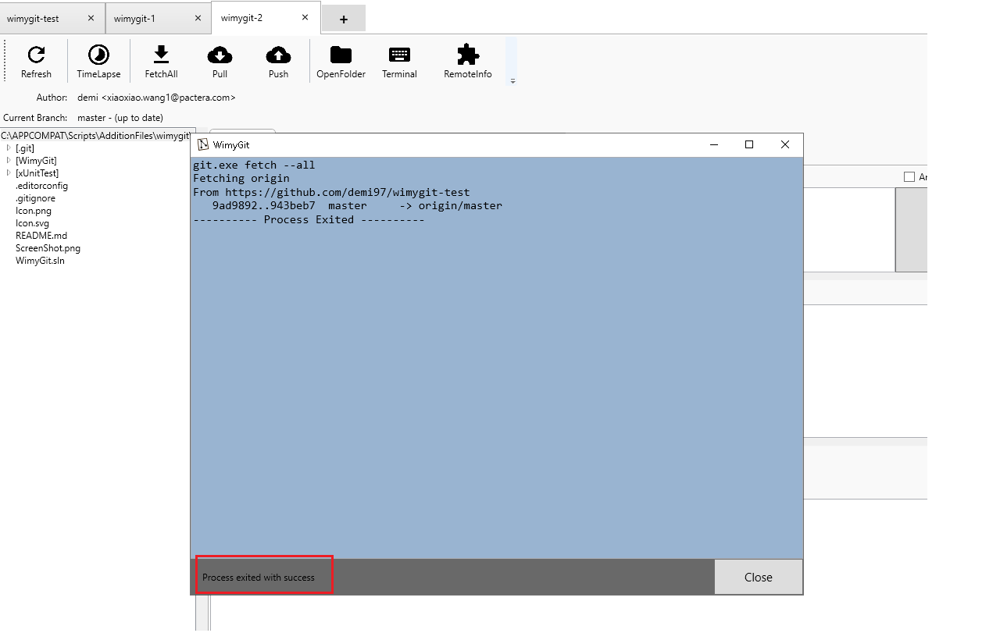 wimygit-test ×
wimygit-1 ×
wimygit-2 ×
+
Refresh
TimeLapse
FetchAll
Pull
Push
OpenFolder
Terminal
RemoteInfo
Author: demi <xiaoxiao.wang1@pactera.com>
Current Branch: master - (up to date)
C:\APPCOMPAT\Scripts\AdditionFiles\wimygit\
[.git]
[WimyGit]
[xUnitTest]
.editorconfig
.gitignore
Icon.png
Icon.svg
README.md
ScreenShot.png
WimyGit.sln
WimyGit
git.exe fetch --all
Fetching origin
From https://github.com/demi97/wimygit-test
9ad9892..943beb7 master -> origin/master
---------- Process Exited ----------
Process exited with success
Close